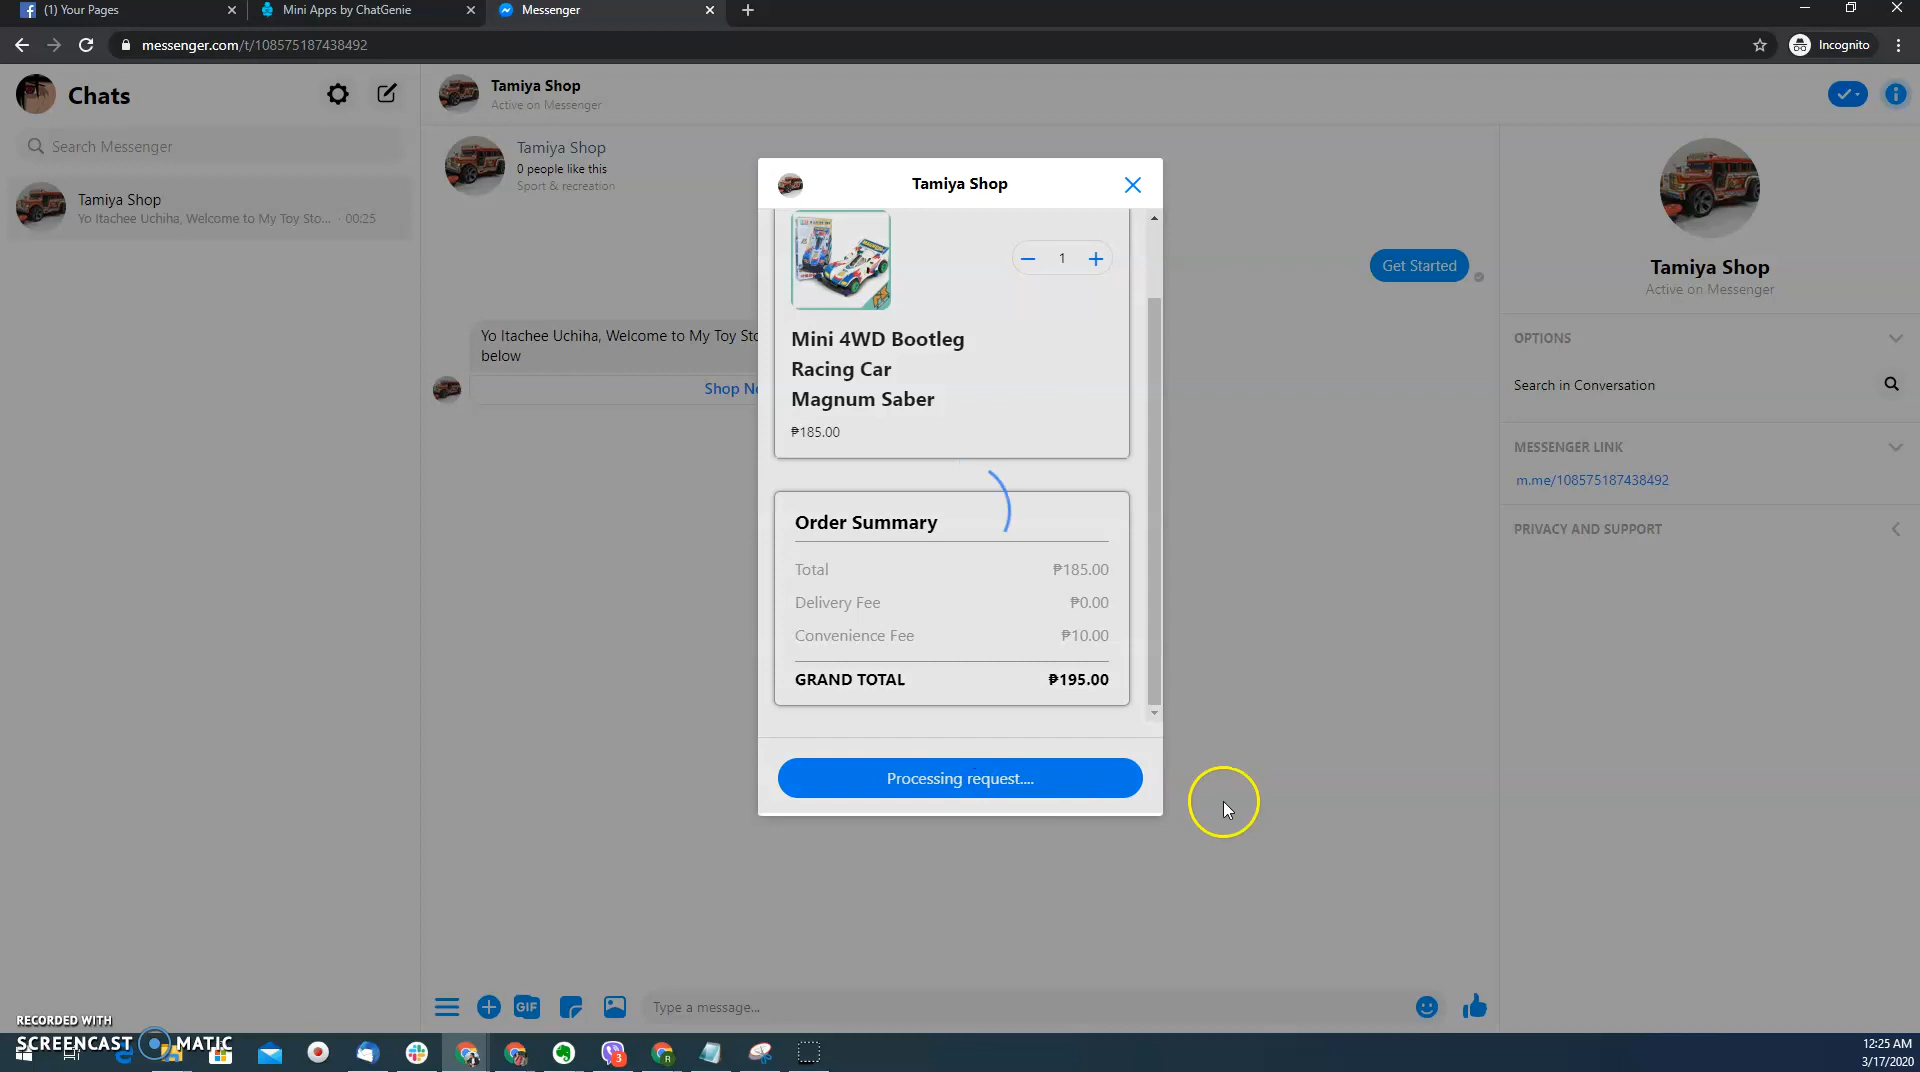 (1) Your Pages
Mini Apps by ChatGenie
Messenger
messenger.com/t/108575187438492
Incognito
Chats
Search Messenger
Tamiya Shop
Yo Itachee Uchiha, Welcome to My Toy Sto... · 00:25
Tamiya Shop
Active on Messenger
Tamiya Shop
0 people like this
Sport & recreation
Get Started
Yo Itachee Uchiha, Welcome to My Toy Sto
below
Shop N
Tamiya Shop
1
Mini 4WD Bootleg
Racing Car
Magnum Saber
₱185.00
Order Summary
Total ₱185.00
Delivery Fee ₱0.00
Convenience Fee ₱10.00
GRAND TOTAL ₱195.00
Processing request....
Tamiya Shop
Active on Messenger
OPTIONS
Search in Conversation
MESSENGER LINK
m.me/108575187438492
PRIVACY AND SUPPORT
GIF
Type a message...
RECORDED WITH
SCREENCAST MATIC
3
R
12:25 AM
3/17/2020